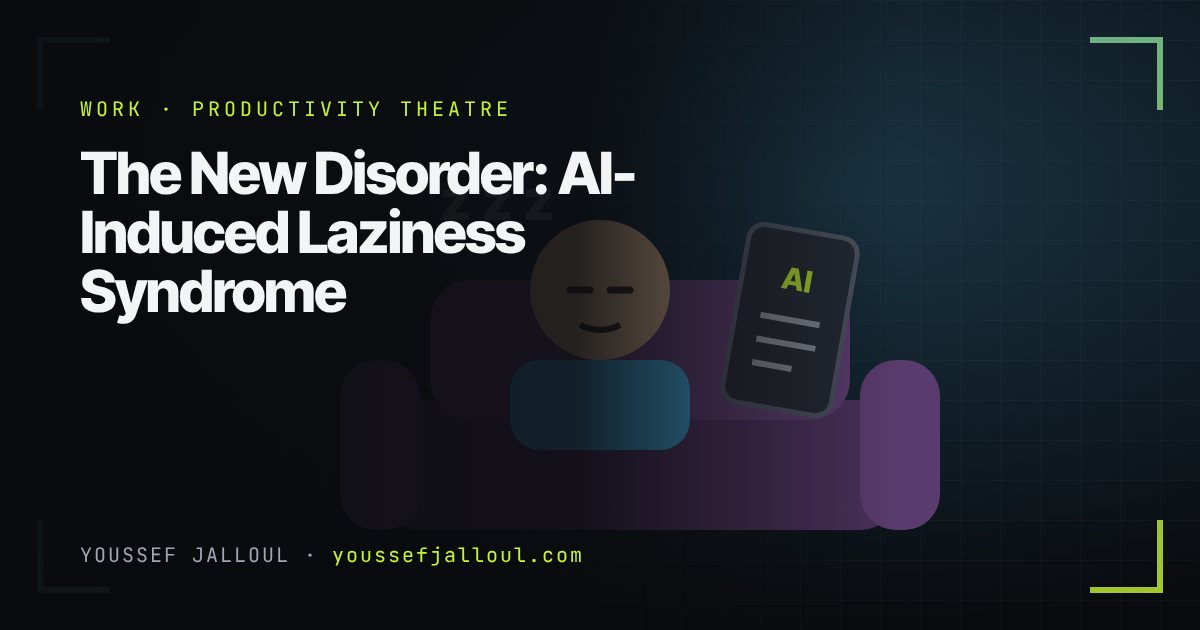 WORK · PRODUCTIVITY THEATRE
The New Disorder: AI-
Induced Laziness
Syndrome
z z z
AI
YOUSSEF JALLOUL · youssefjalloul.com